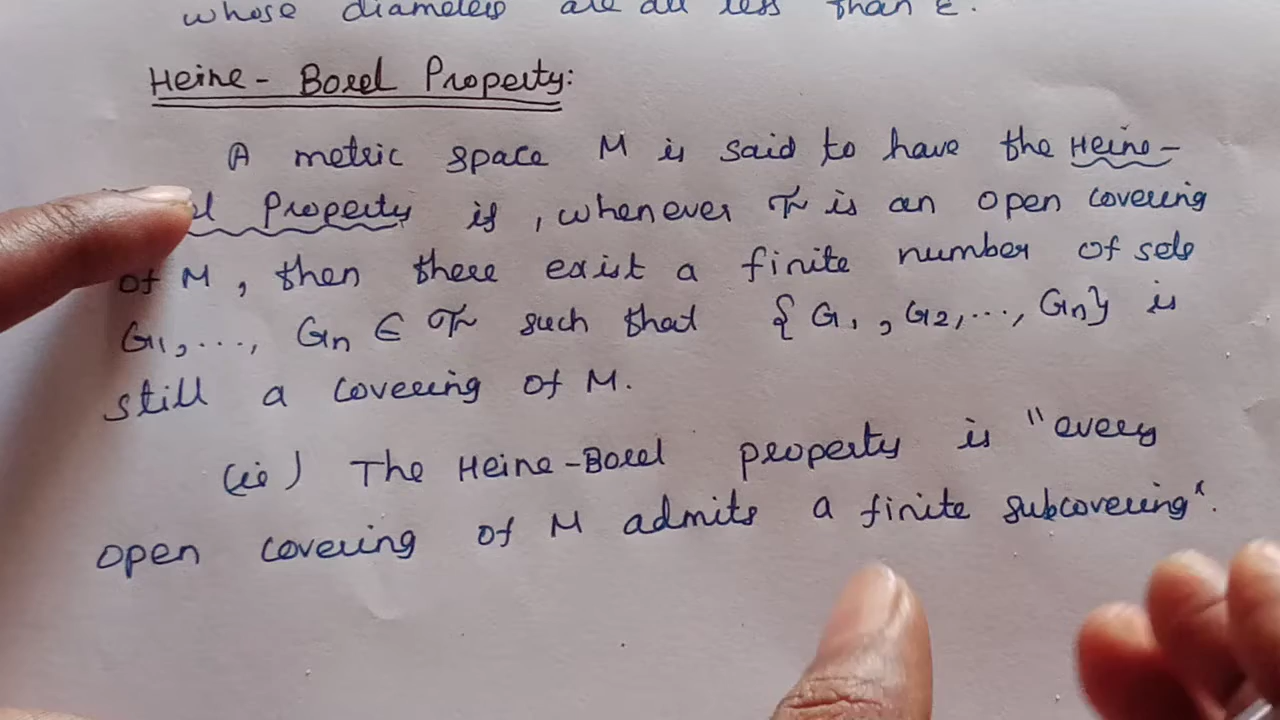 whose diameters are all less than ε.
Heine - Borel Property:
A metric space M is said to have the Heine-
Property if, whenever 𝓕 is an open covering
of M, then there exist a finite number of sets
G1, ..., Gn ∈ 𝓕 such that {G1, G2, ..., Gn} is
still a covering of M.
(ie) The Heine-Borel property is "every
open covering of M admits a finite subcovering".